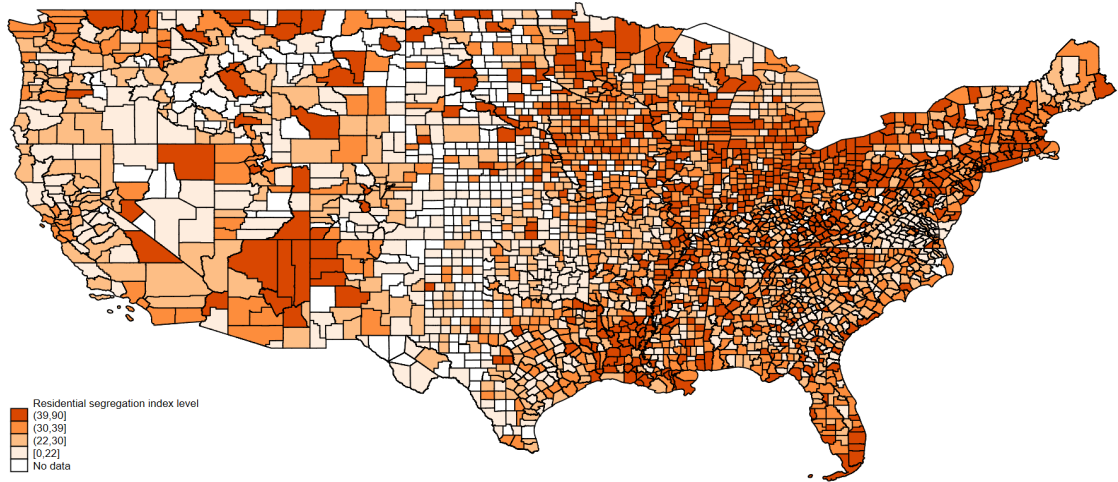 Residential segregation index level
(39,90]
(30,39]
(22,30]
[0,22]
No data